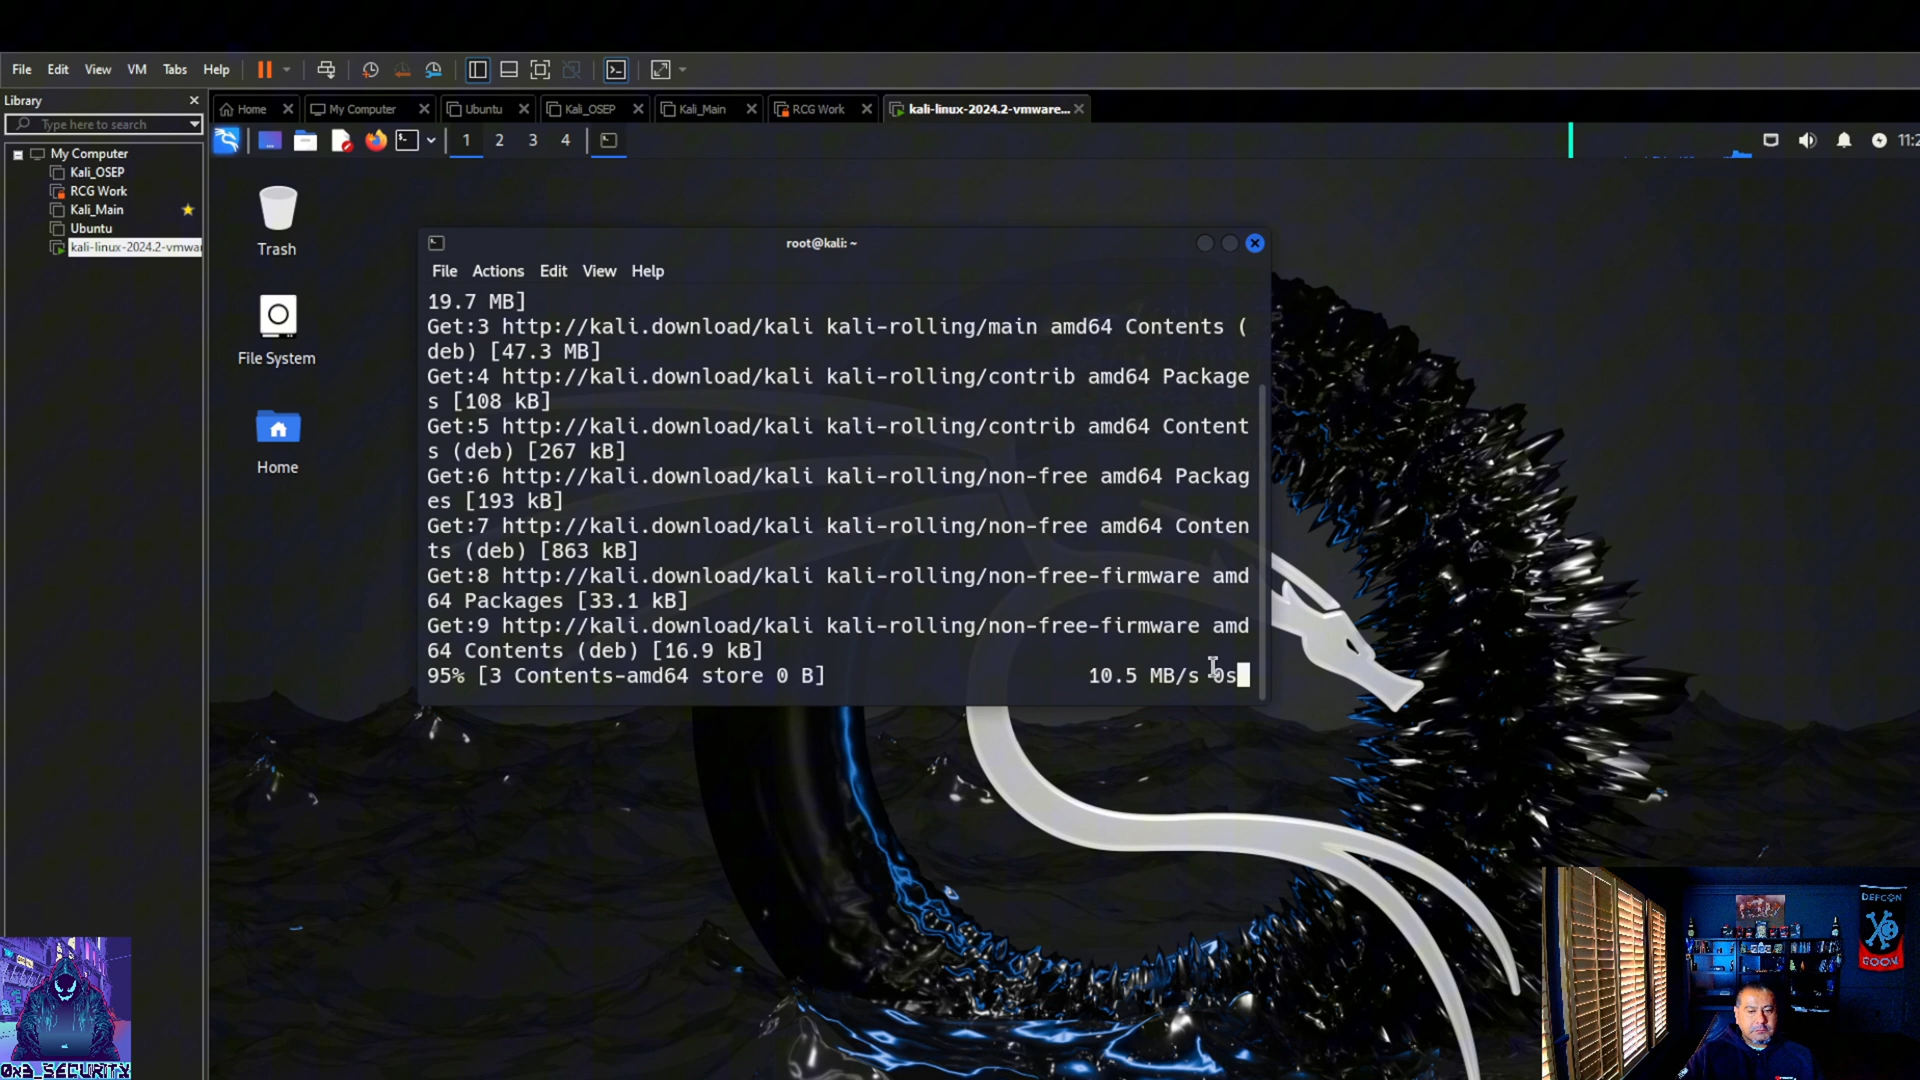 File Edit View VM Tabs Help
Library
Type here to search
My Computer
Kali_OSEP
RCG Work
Kali_Main
Ubuntu
kali-linux-2024.2-vmwar
Home
My Computer
Ubuntu
Kali_OSEP
Kali_Main
RCG Work
kali-linux-2024.2-vmware...
1 2 3 4
11:2
Trash
File System
Home
root@kali: ~
File Actions Edit View Help
19.7 MB]
Get:3 http://kali.download/kali kali-rolling/main amd64 Contents (
deb) [47.3 MB]
Get:4 http://kali.download/kali kali-rolling/contrib amd64 Package
s [108 kB]
Get:5 http://kali.download/kali kali-rolling/contrib amd64 Content
s (deb) [267 kB]
Get:6 http://kali.download/kali kali-rolling/non-free amd64 Packag
es [193 kB]
Get:7 http://kali.download/kali kali-rolling/non-free amd64 Conten
ts (deb) [863 kB]
Get:8 http://kali.download/kali kali-rolling/non-free-firmware amd
64 Packages [33.1 kB]
Get:9 http://kali.download/kali kali-rolling/non-free-firmware amd
64 Contents (deb) [16.9 kB]
95% [3 Contents-amd64 store 0 B] 10.5 MB/s 0s
0x3_SECURITY
DEFCON
GOON